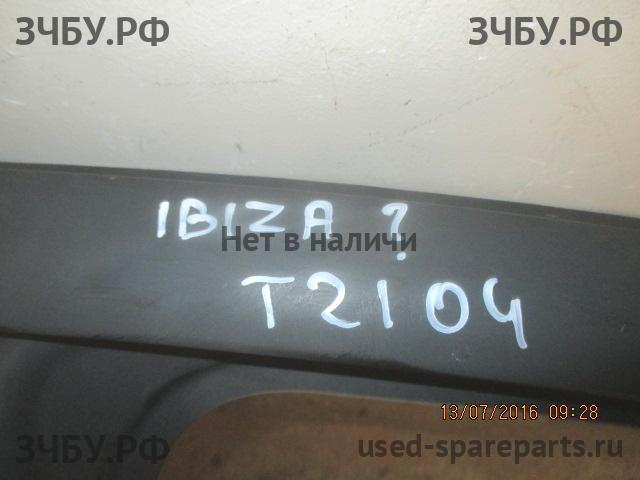 ЗЧБУ.РФ ЗЧБУ.РФ
IBIZA ?
Нет в наличи
T2104
13/07/2016 09:28
ЗЧБУ.РФ used-spareparts.ru